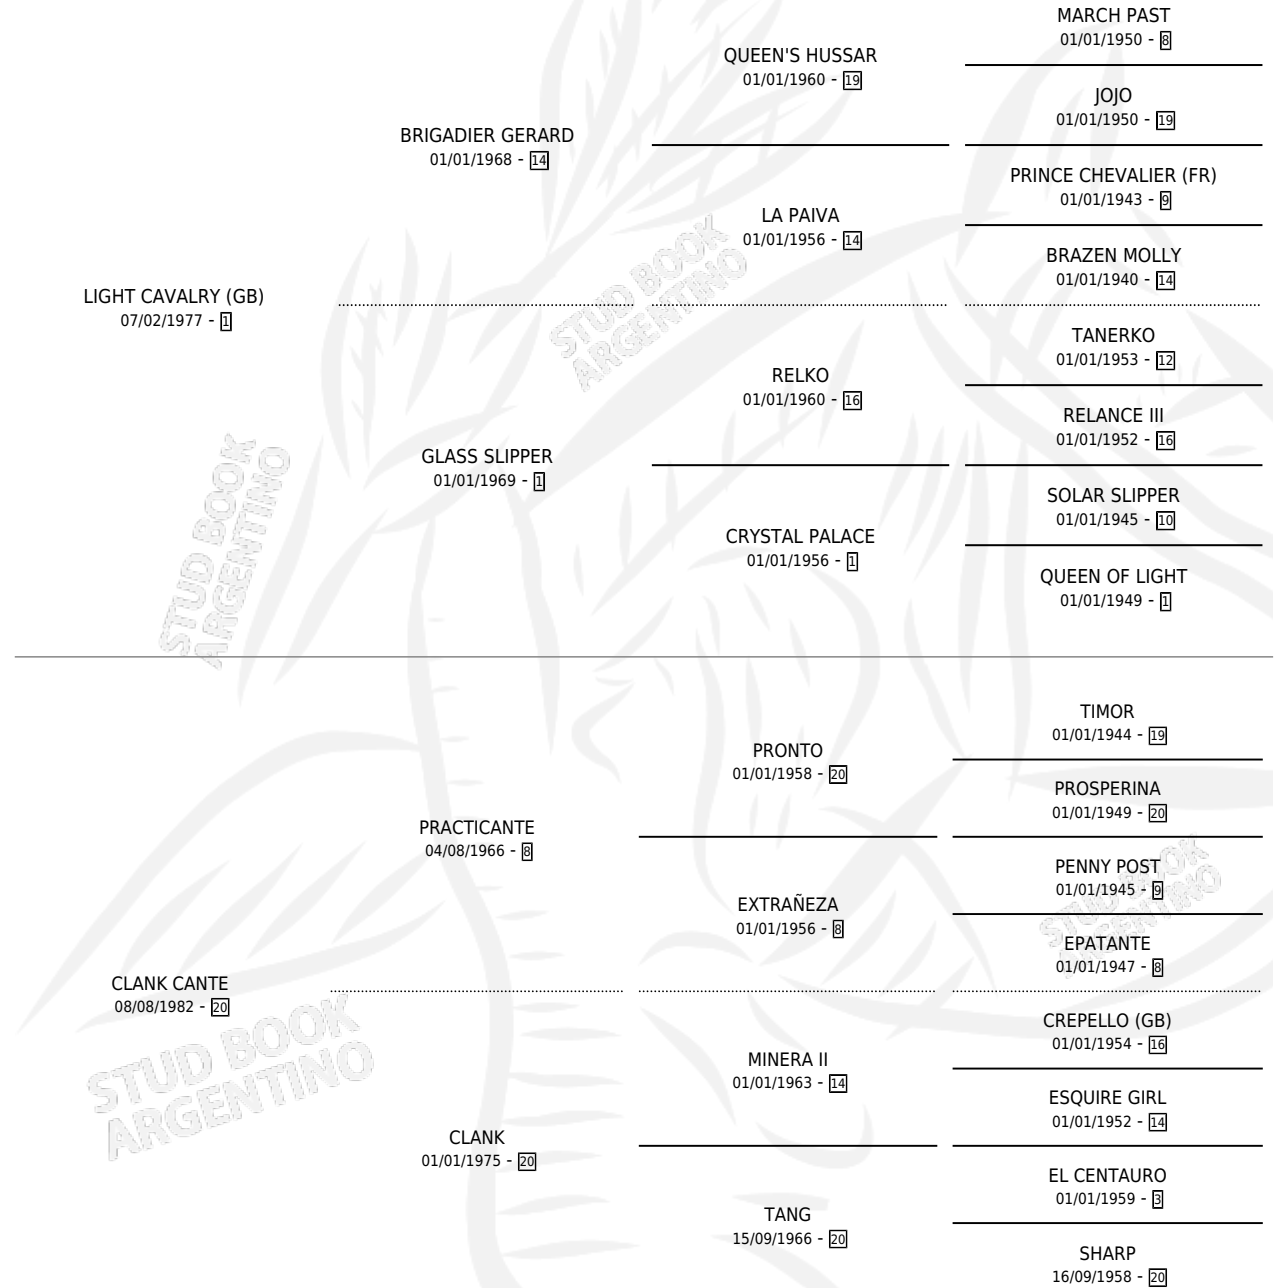 MARCH PAST
01/01/1950 - 8
QUEEN'S HUSSAR
01/01/1960 - 19
JOJO
01/01/1950 - 19
BRIGADIER GERARD
01/01/1968 - 14
PRINCE CHEVALIER (FR)
01/01/1943 - 9
LA PAIVA
01/01/1956 - 14
BRAZEN MOLLY
01/01/1940 - 14
LIGHT CAVALRY (GB)
07/02/1977 - 1
TANERKO
01/01/1953 - 12
RELKO
01/01/1960 - 16
RELANCE III
01/01/1952 - 16
GLASS SLIPPER
01/01/1969 - 1
SOLAR SLIPPER
01/01/1945 - 10
CRYSTAL PALACE
01/01/1956 - 1
QUEEN OF LIGHT
01/01/1949 - 1
STUD BOOK
ARGENTINO
STUD BOOK
ARGENTINO
TIMOR
01/01/1944 - 19
PRONTO
01/01/1958 - 20
PROSPERINA
01/01/1949 - 20
PRACTICANTE
04/08/1966 - 8
PENNY POST
01/01/1945 - 9
EXTRAÑEZA
01/01/1956 - 8
EPATANTE
01/01/1947 - 8
STUD BOOK
ARGENTINO
CLANK CANTE
08/08/1982 - 20
CREPELLO (GB)
01/01/1954 - 16
MINERA II
01/01/1963 - 14
ESQUIRE GIRL
01/01/1952 - 14
CLANK
01/01/1975 - 20
EL CENTAURO
01/01/1959 - 3
TANG
15/09/1966 - 20
SHARP
16/09/1958 - 20
STUD BOOK
ARGENTINO